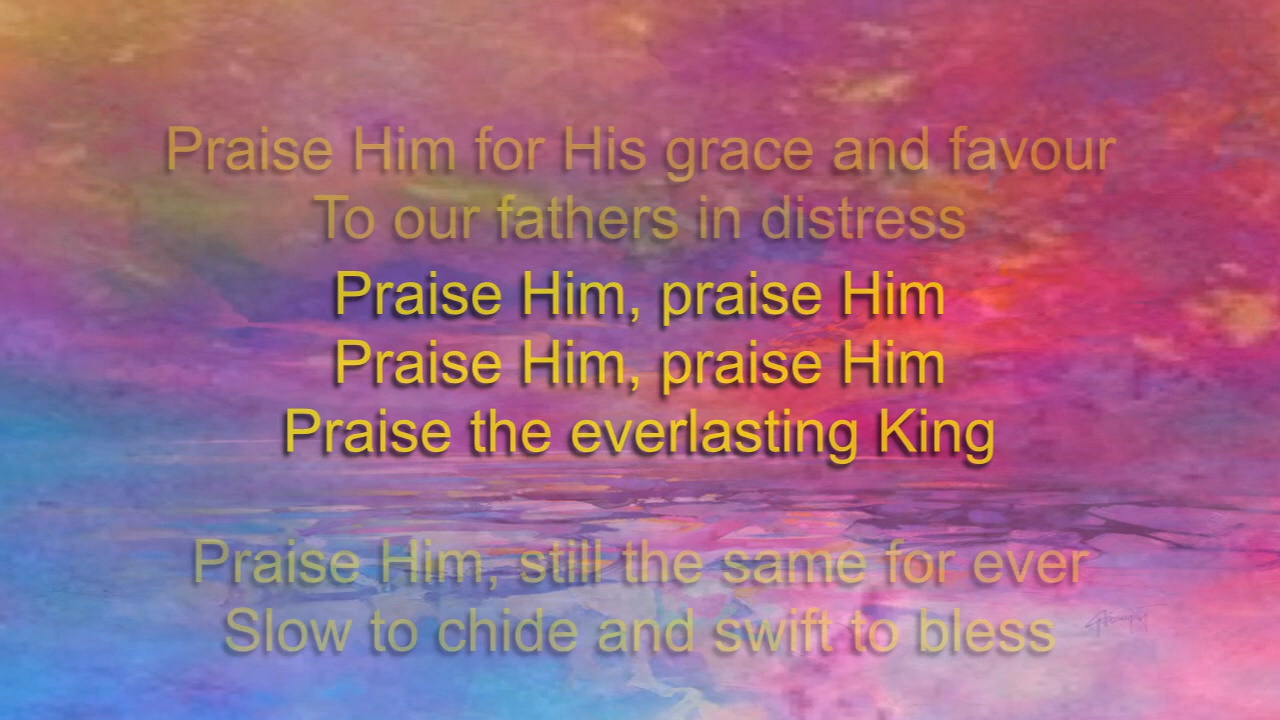 Praise Him for His grace and favour
To our fathers in distress
Praise Him, praise Him
Praise Him, praise Him
Praise the everlasting King
Praise Him, still the same for ever
Slow to chide and swift to bless